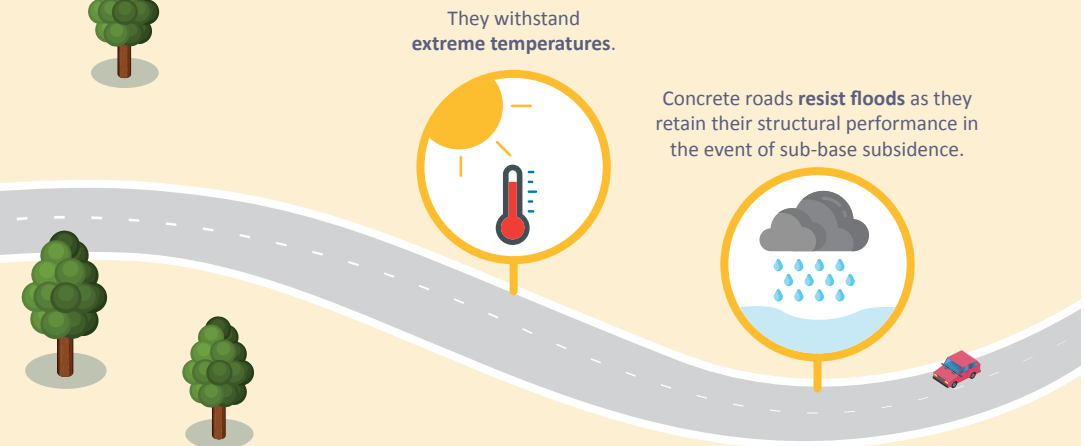 They withstand
extreme temperatures.
Concrete roads resist floods as they
retain their structural performance in
the event of sub-base subsidence.